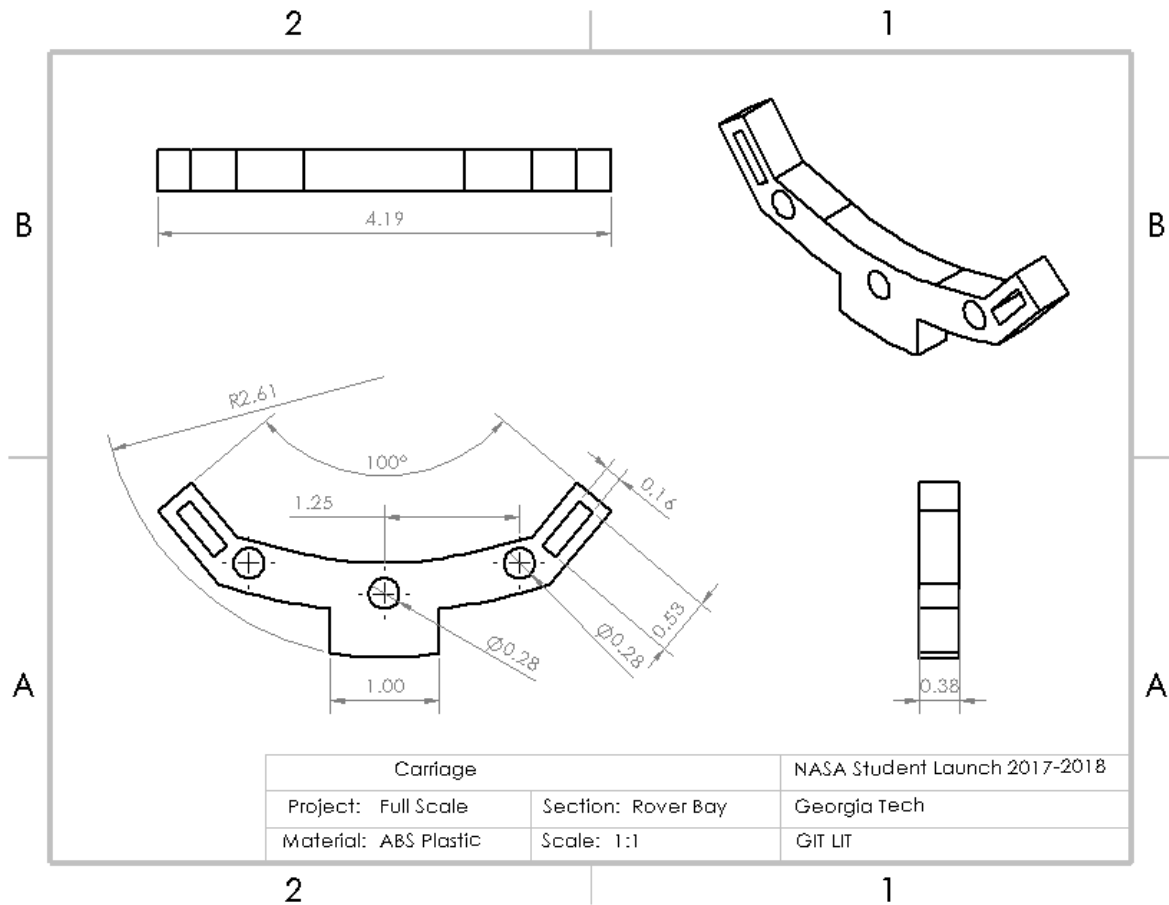 2
1
B
B
4.19
R2.61
100°
1.25
0.16
0.53
Ø0.28
Ø0.28
1.00
0.38
A
A
Carriage
NASA Student Launch 2017-2018
Project: Full Scale
Section: Rover Bay
Georgia Tech
Material: ABS Plastic
Scale: 1:1
GIT LIT
2
1